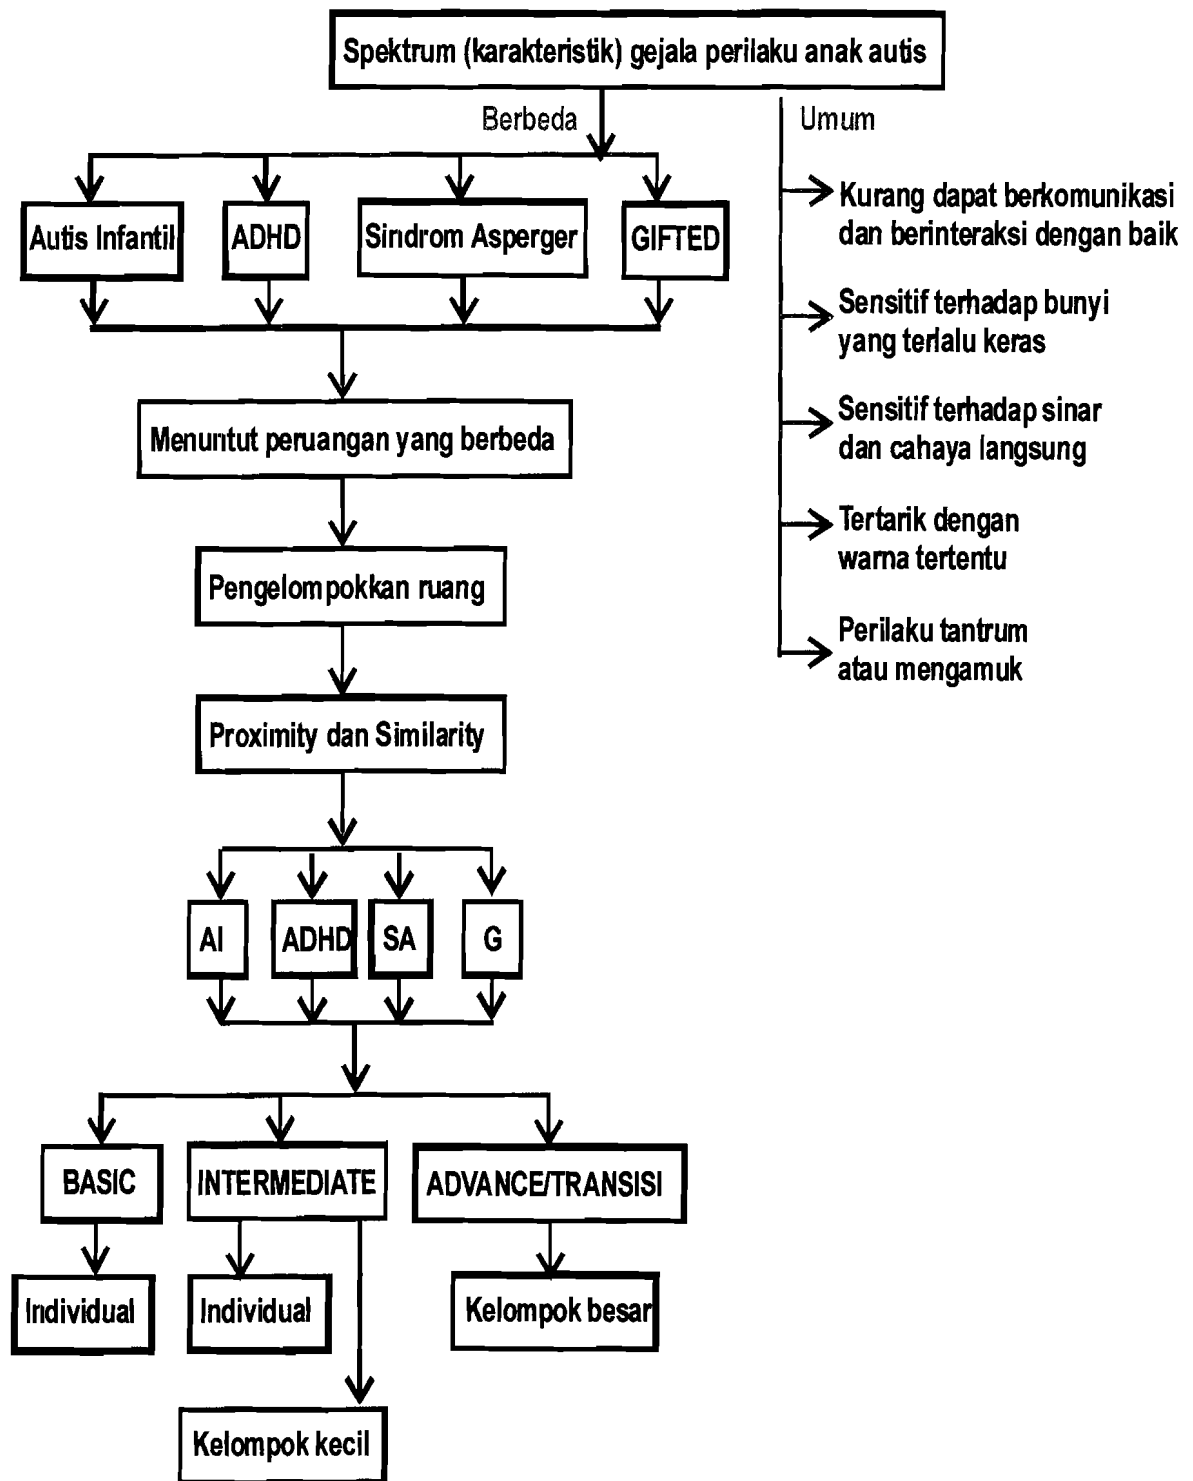 Spektrum (karakteristik) gejala perilaku anak autis
Berbeda
Umum
Autis Infantil
ADHD
Sindrom Asperger
GIFTED
Kurang dapat berkomunikasi
dan berinteraksi dengan baik
Sensitif terhadap bunyi
yang terlalu keras
Sensitif terhadap sinar
dan cahaya langsung
Tertarik dengan
warna tertentu
Perilaku tantrum
atau mengamuk
Menuntut peruangan yang berbeda
Pengelompokkan ruang
Proximity dan Similarity
AI
ADHD
SA
G
BASIC
INTERMEDIATE
ADVANCE/TRANSISI
Individual
Individual
Kelompok besar
Kelompok kecil